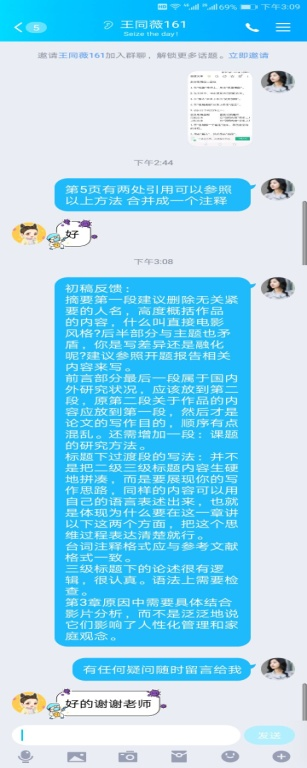 69% 下午3:09
5
王同薇161
Seize the day!
邀请王同薇161加入群聊，解锁更多话题。立即邀请
下午2:44
第5页有两处引用可以参照
以上方法 合并成一个注释
好
下午3:08
初稿反馈：
摘要第一段建议删除无关紧
要的人名，高度概括作品
的内容，什么叫直接电影
风格?后半部分与主题也矛
盾，你是写差异还是融化
呢?建议参照开题报告相关
内容来写。
前言部分最后一段属于国内
外研究状况，应该放到第二
段，原第二段关于作品的内
容应放到第一段，然后才是
论文的写作目的，顺序有点
混乱。还需增加一段：课题
的研究方法。
标题下过渡段的写法：并不
是把二级三级标题内容生硬
地拼凑，而是要展现你的写
作思路，同样的内容可以用
自己的语言表述出来，也就
是体现为什么要在这一章讲
以下这两个方面，把这个思
维过程表达清楚就行。
台词注释格式应与参考文献
格式一致。
三级标题下的论述很有逻
辑，很认真。语法上需要检
查。
第3章原因中需要具体结合
影片分析，而不是泛泛地说
它们影响了人性化管理和家
庭观念。
有任何疑问随时留言给我
好的谢谢老师
发送